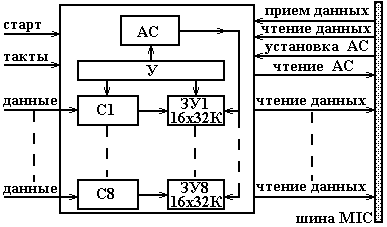 старт
такты
данные
данные
АС
У
С1
ЗУ1
16х32К
С8
ЗУ8
16х32К
прием данных
чтение данных
установка АС
чтение АС
чтение данных
чтение данных
шина MIC